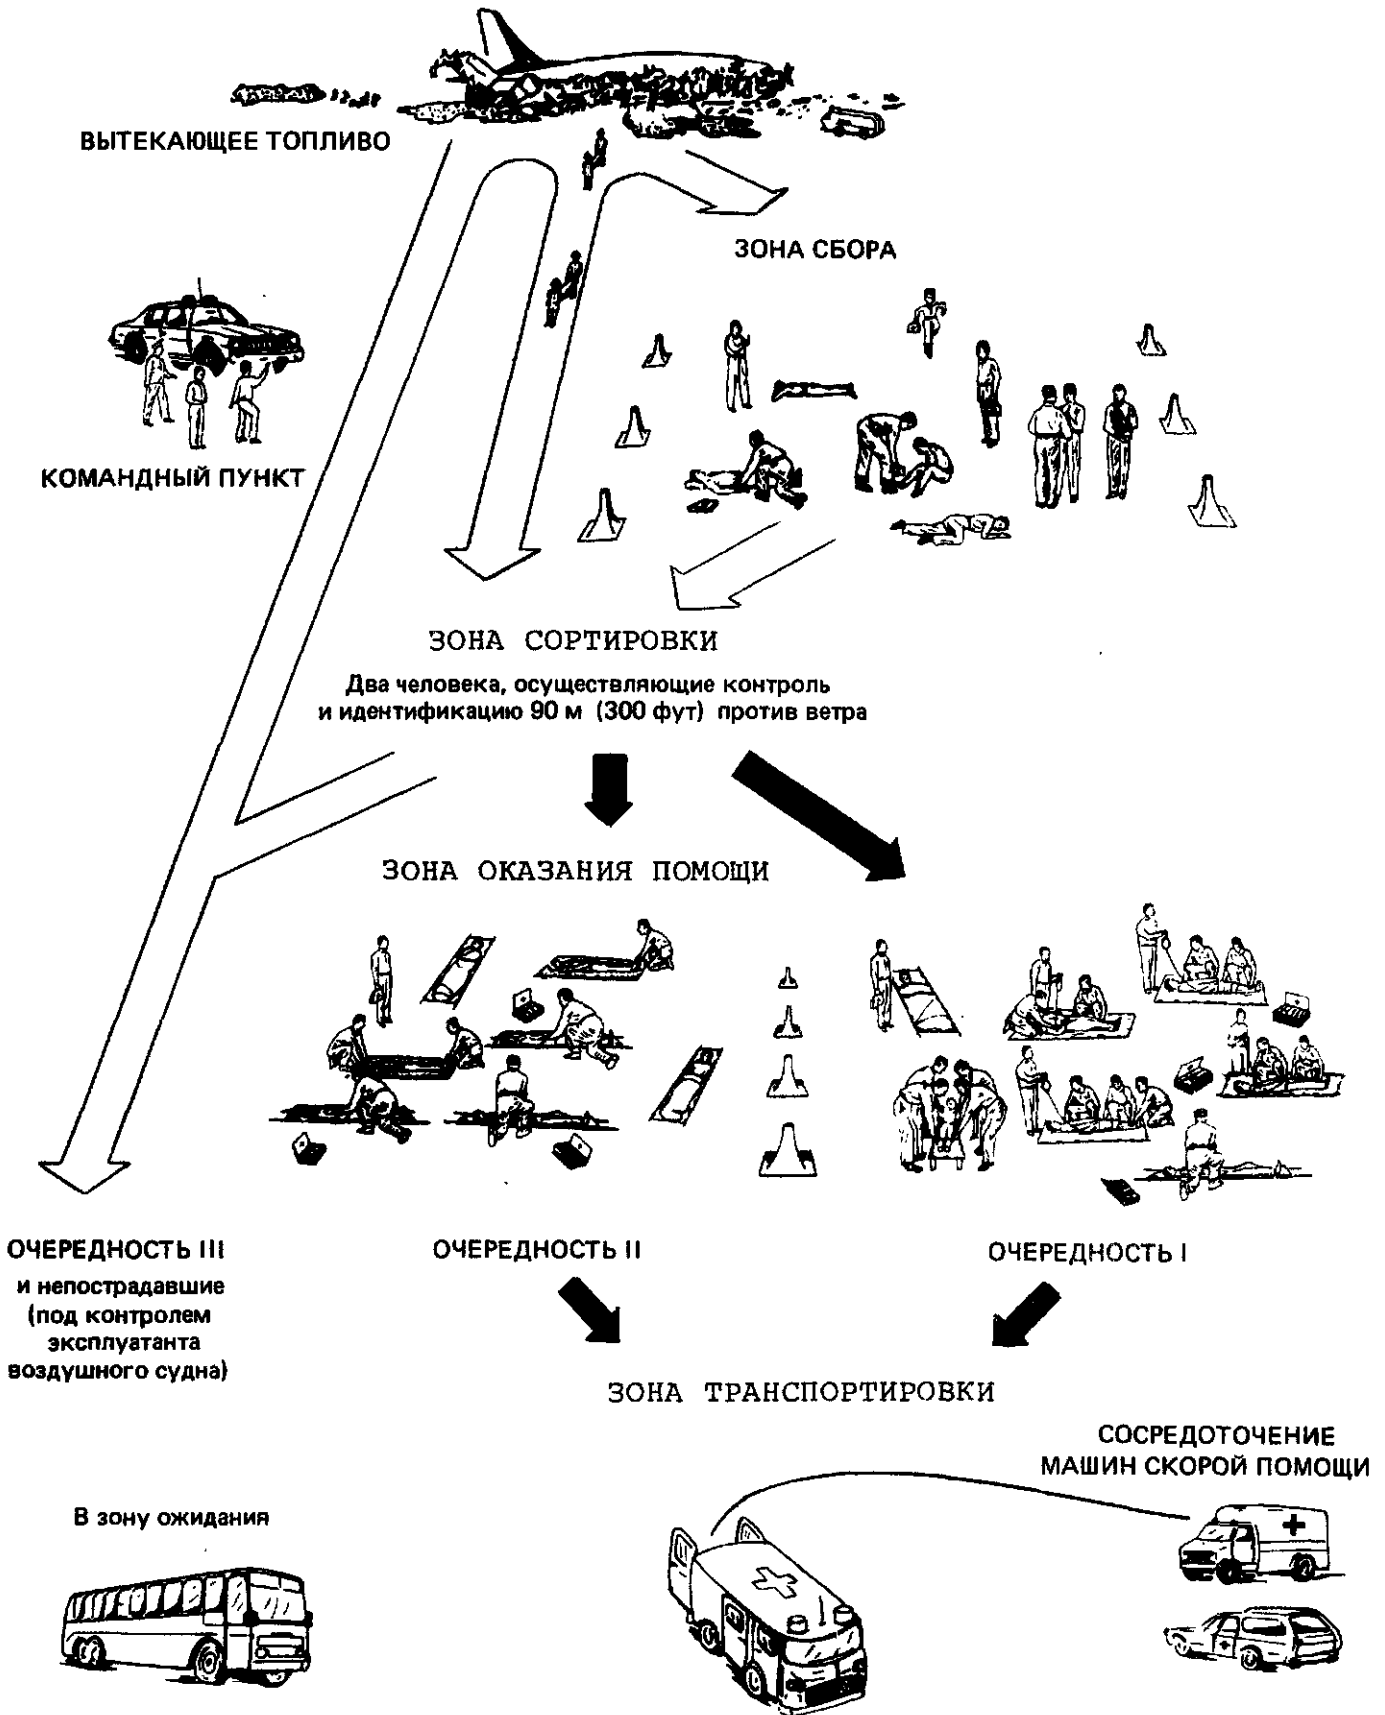 ВЫТЕКАЮЩЕЕ ТОПЛИВО
ЗОНА СБОРА
КОМАНДНЫЙ ПУНКТ
ЗОНА СОРТИРОВКИ
Два человека, осуществляющие контроль
и идентификацию 90 м (300 фут) против ветра
ЗОНА ОКАЗАНИЯ ПОМОЩИ
ОЧЕРЕДНОСТЬ III
и непострадавшие
(под контролем
эксплуатанта
воздушного судна)
ОЧЕРЕДНОСТЬ II
ОЧЕРЕДНОСТЬ I
ЗОНА ТРАНСПОРТИРОВКИ
СОСРЕДОТОЧЕНИЕ
МАШИН СКОРОЙ ПОМОЩИ
В зону ожидания